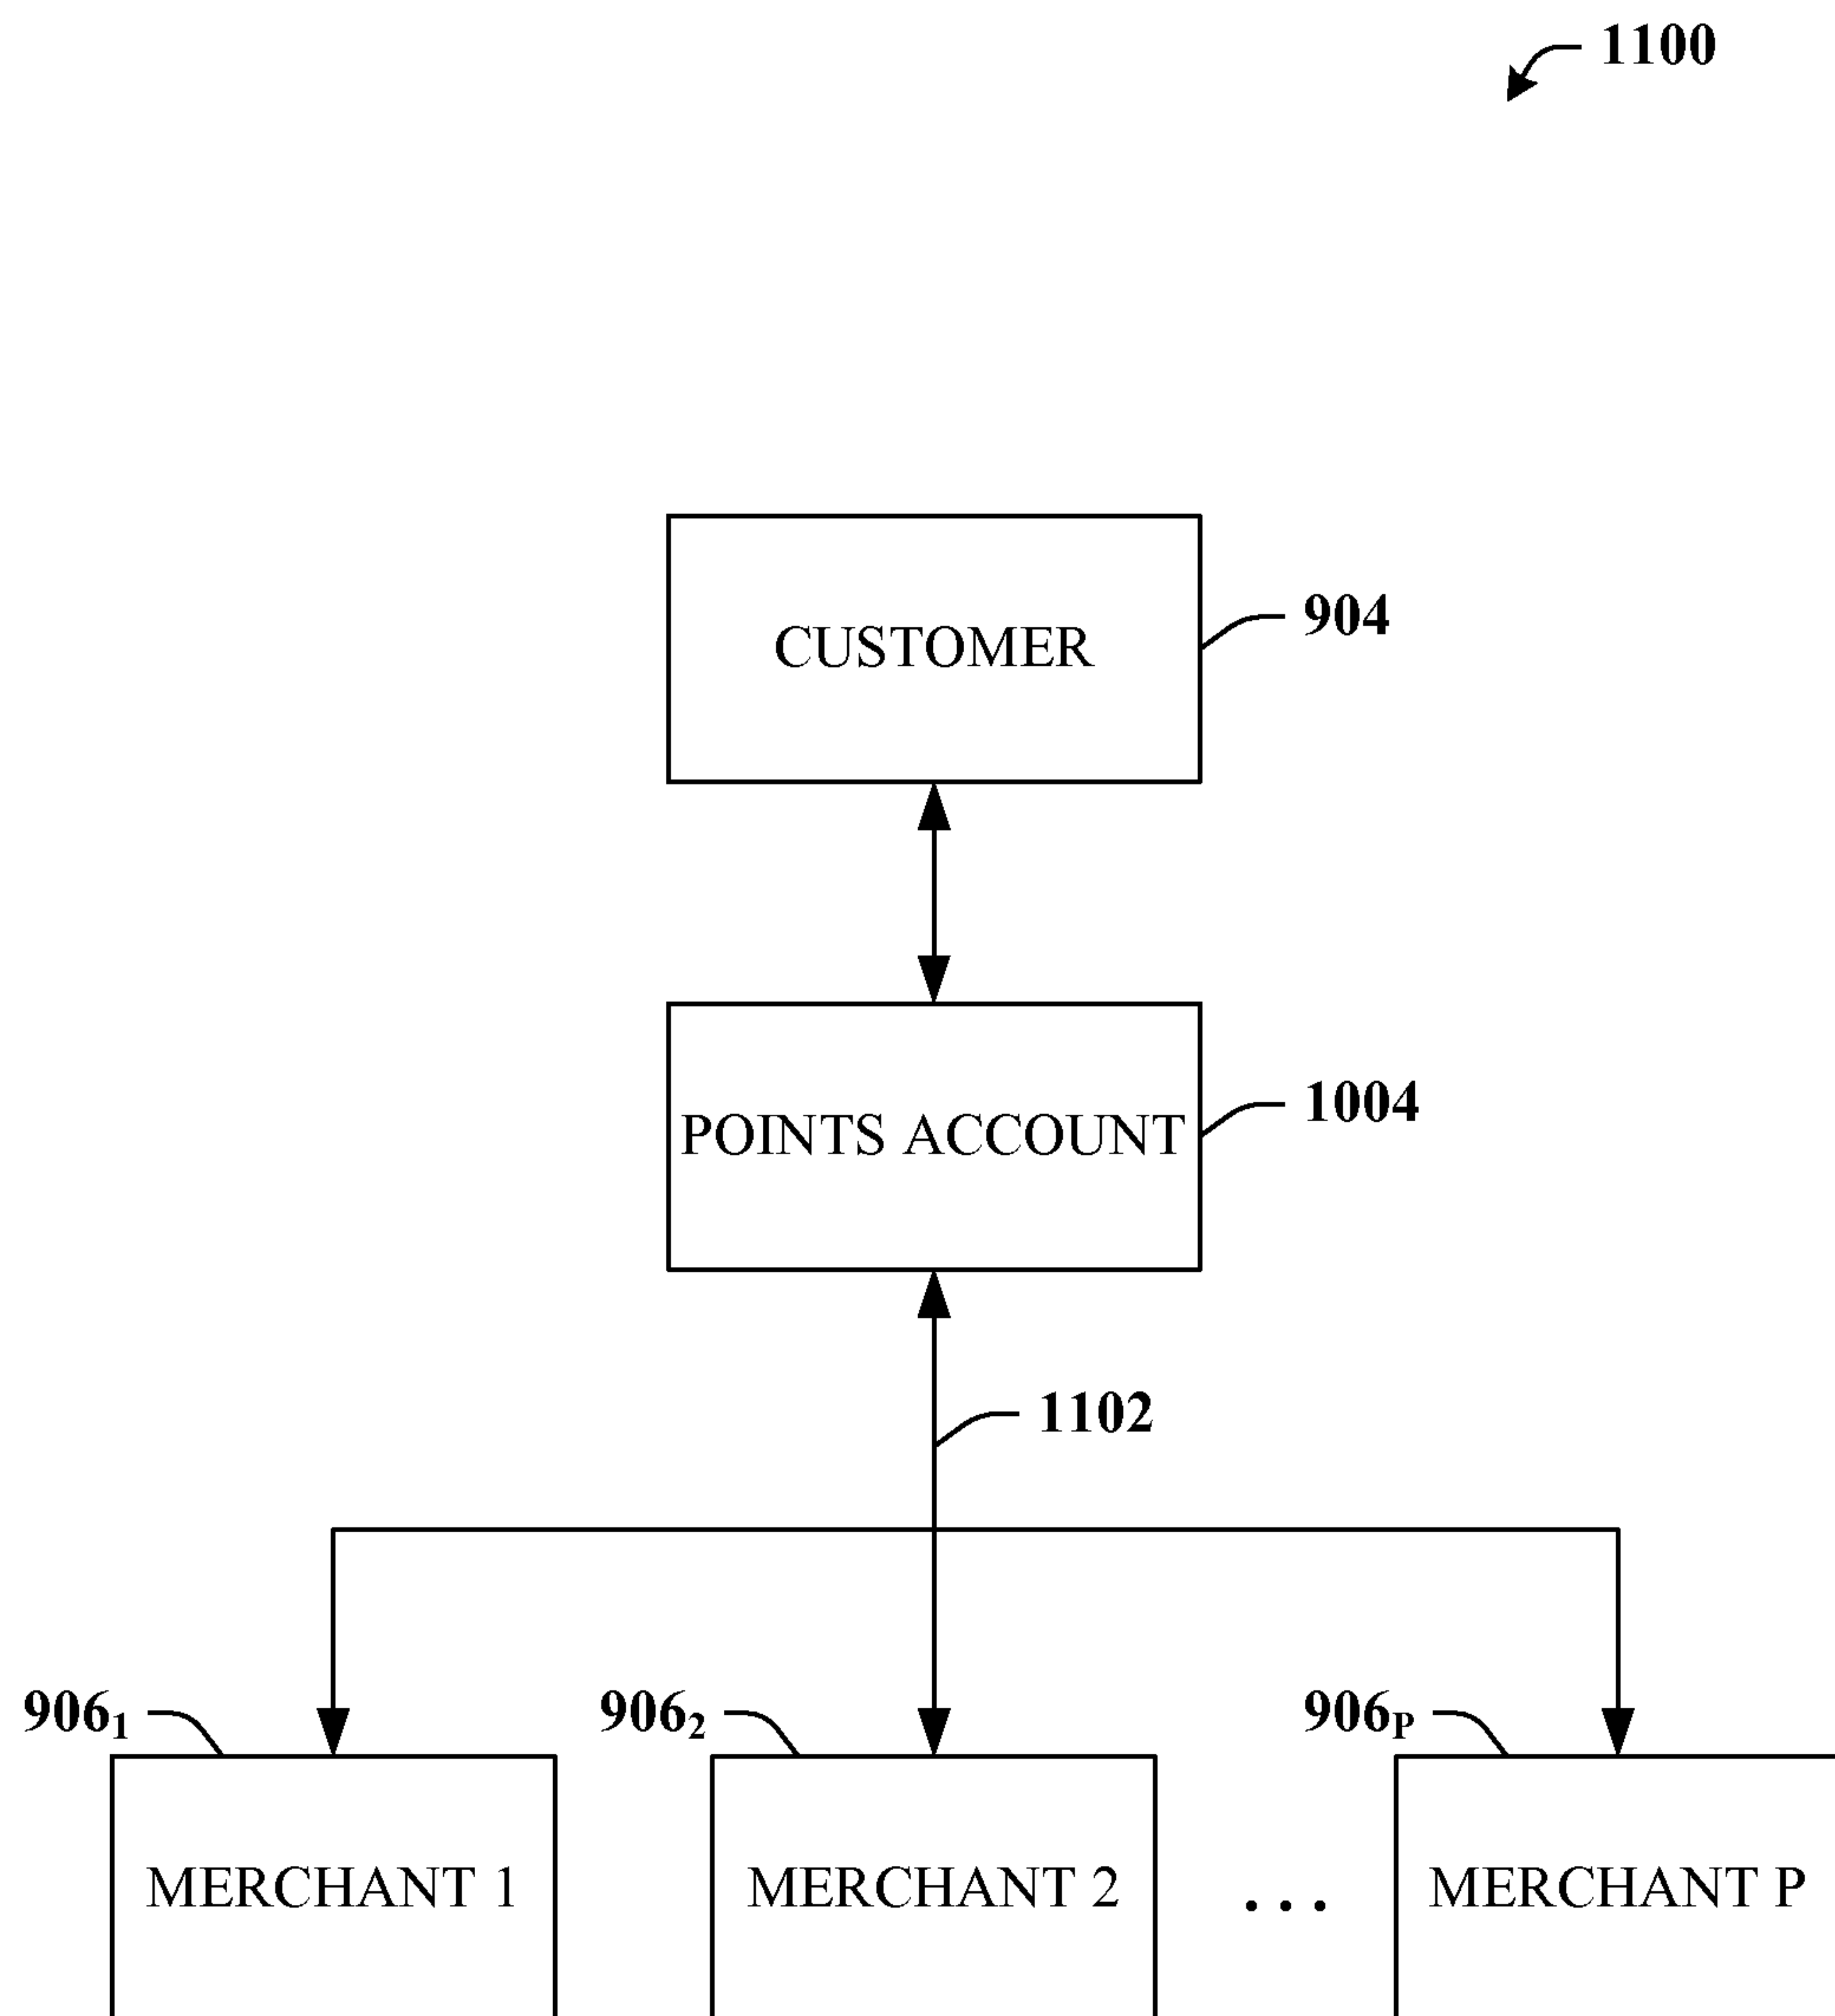 1100
CUSTOMER
904
POINTS ACCOUNT
1004
1102
906₁
906₂
906ₚ
MERCHANT 1
MERCHANT 2
...
MERCHANT P